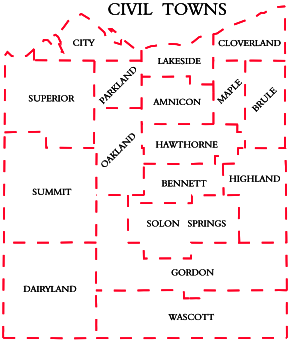 CIVIL TOWNS
CITY
CLOVERLAND
LAKESIDE
PARKLAND
SUPERIOR
AMNICON
MAPLE
BRULE
OAKLAND
HAWTHORNE
BENNETT
HIGHLAND
SUMMIT
SOLON SPRINGS
GORDON
DAIRYLAND
WASCOTT